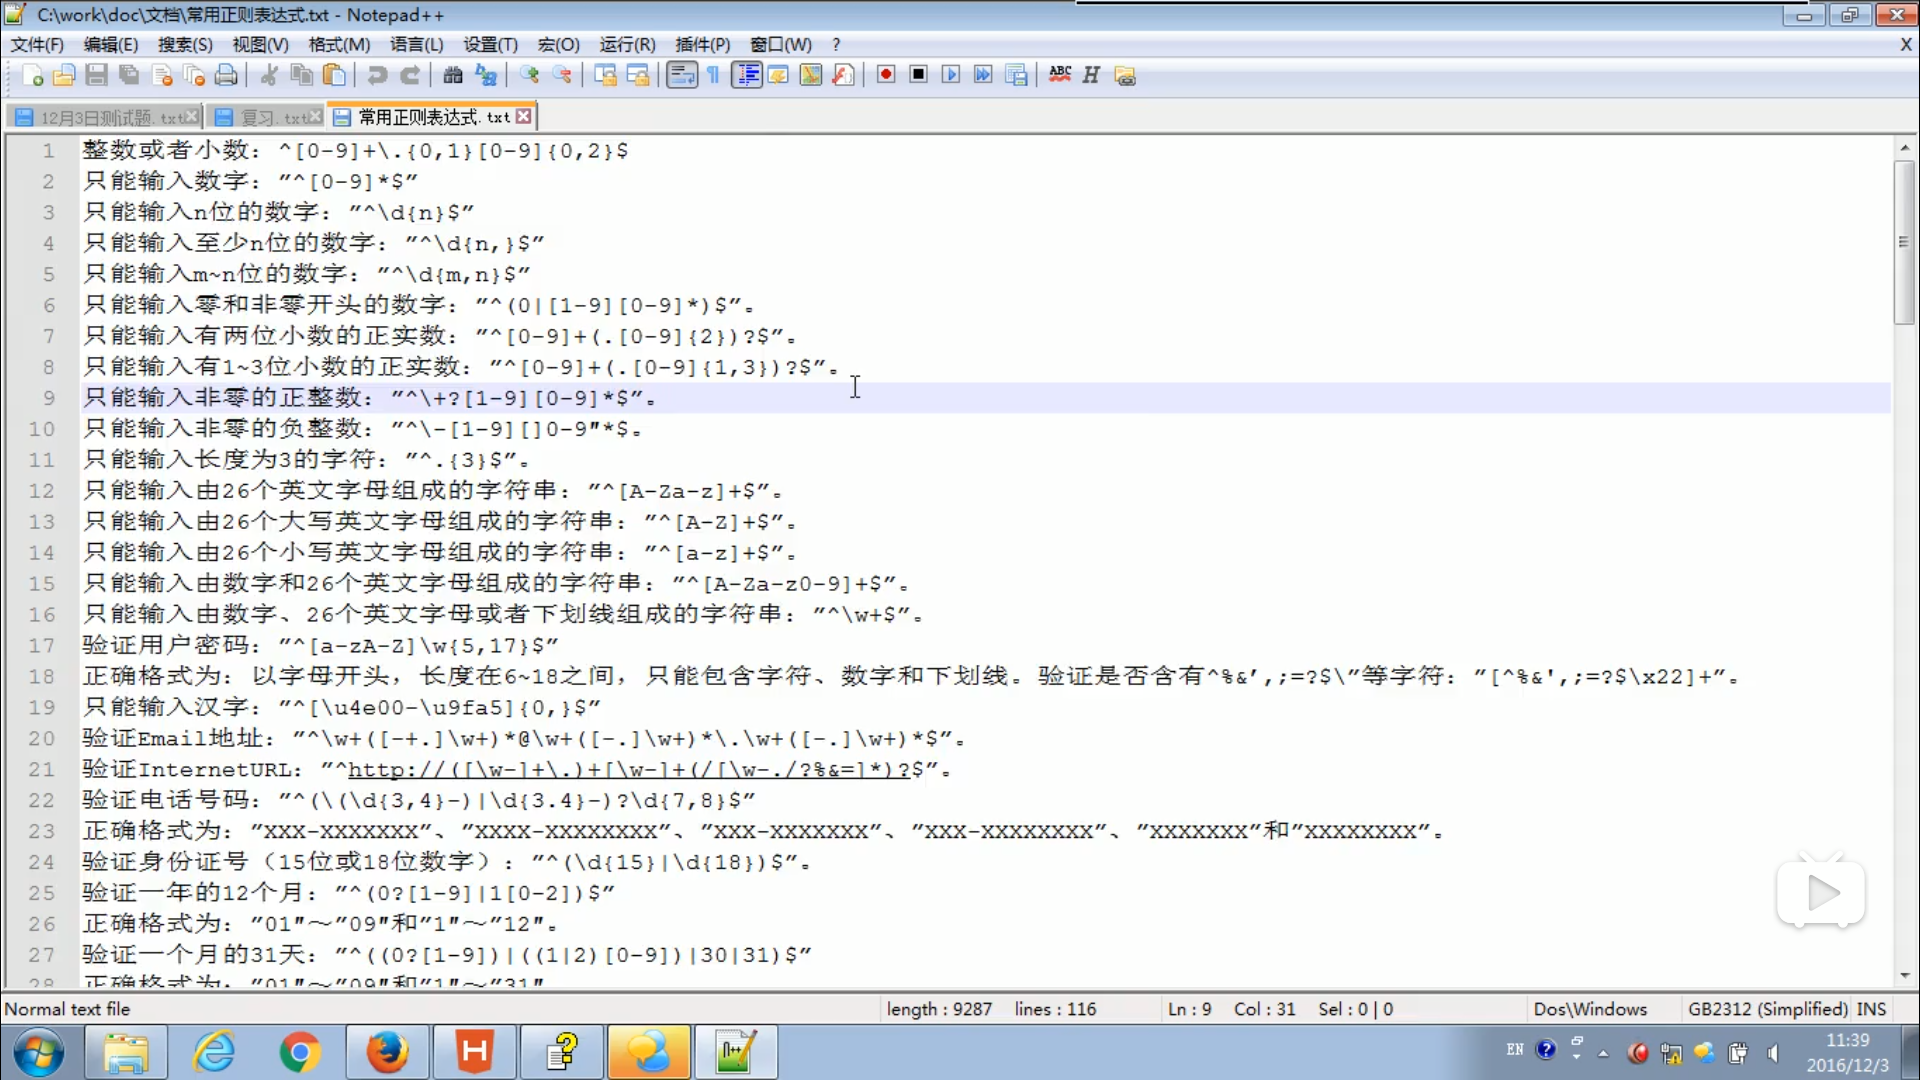 C:\work\doc\文档\常用正则表达式.txt - Notepad++
文件(F) 编辑(E) 搜索(S) 视图(V) 格式(M) 语言(L) 设置(T) 宏(O) 运行(R) 插件(P) 窗口(W) ? X
ABC H
12月3日测试题.txt 复习.txt 常用正则表达式.txt
1 整数或者小数：^[0-9]+\.{0,1}[0-9]{0,2}$
2 只能输入数字："^[0-9]*$"
3 只能输入n位的数字："^\d{n}$"
4 只能输入至少n位的数字："^\d{n,}$"
5 只能输入m~n位的数字："^\d{m,n}$"
6 只能输入零和非零开头的数字："^(0|[1-9][0-9]*)$"。
7 只能输入有两位小数的正实数："^[0-9]+(.[0-9]{2})?$"。
8 只能输入有1~3位小数的正实数："^[0-9]+(.[0-9]{1,3})?$"。
9 只能输入非零的正整数："^\+?[1-9][0-9]*$"。
10 只能输入非零的负整数："^\-[1-9][]0-9"*$。
11 只能输入长度为3的字符："^.{3}$"。
12 只能输入由26个英文字母组成的字符串："^[A-Za-z]+$"。
13 只能输入由26个大写英文字母组成的字符串："^[A-Z]+$"。
14 只能输入由26个小写英文字母组成的字符串："^[a-z]+$"。
15 只能输入由数字和26个英文字母组成的字符串："^[A-Za-z0-9]+$"。
16 只能输入由数字、26个英文字母或者下划线组成的字符串："^\w+$"。
17 验证用户密码："^[a-zA-Z]\w{5,17}$"
18 正确格式为：以字母开头，长度在6~18之间，只能包含字符、数字和下划线。验证是否含有^%&',;=?$\"等字符："[^%&',;=?$\x22]+"。
19 只能输入汉字："^[\u4e00-\u9fa5]{0,}$"
20 验证Email地址："^\w+([-+.]\w+)*@\w+([-.]\w+)*\.\w+([-.]\w+)*$"。
21 验证InternetURL："^http://([\w-]+\.)+[\w-]+(/[\w-./?%&=]*)?$"。
22 验证电话号码："^(\(\d{3,4}-)|\d{3.4}-)?\d{7,8}$"
23 正确格式为："XXX-XXXXXXX"、"XXXX-XXXXXXXX"、"XXX-XXXXXXX"、"XXX-XXXXXXXX"、"XXXXXXX"和"XXXXXXXX"。
24 验证身份证号（15位或18位数字）："^(\d{15}|\d{18})$"。
25 验证一年的12个月："^(0?[1-9]|1[0-2])$"
26 正确格式为："01"～"09"和"1"～"12"。
27 验证一个月的31天："^((0?[1-9])|((1|2)[0-9])|30|31)$"
28 正确格式为："01"～"09"和"1"～"31"
Normal text file length : 9287 lines : 116 Ln : 9 Col : 31 Sel : 0 | 0 Dos\Windows GB2312 (Simplified) INS
EN 11:39
2016/12/3